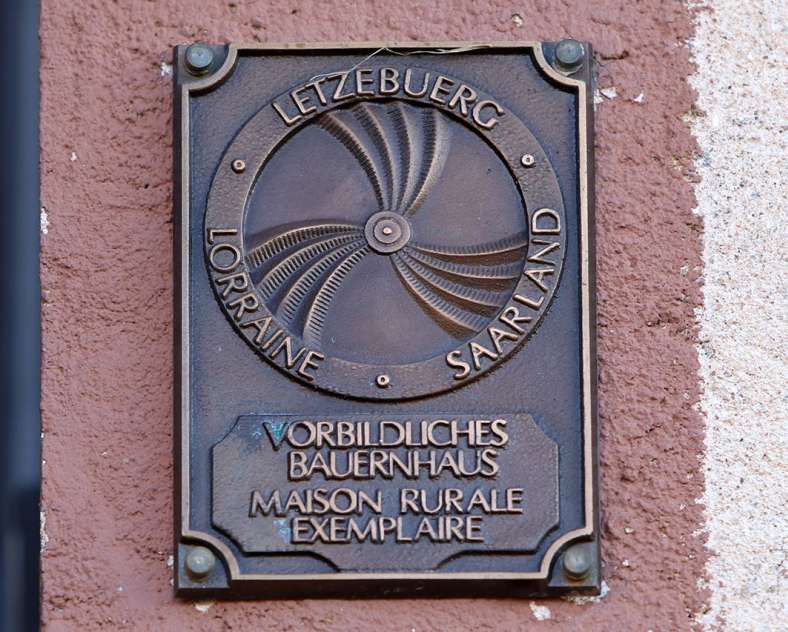 LETZEBUERG
LORRAINE
SAARLAND
VORBILDLICHES
BAUERNHAUS
MAISON RURALE
EXEMPLAIRE